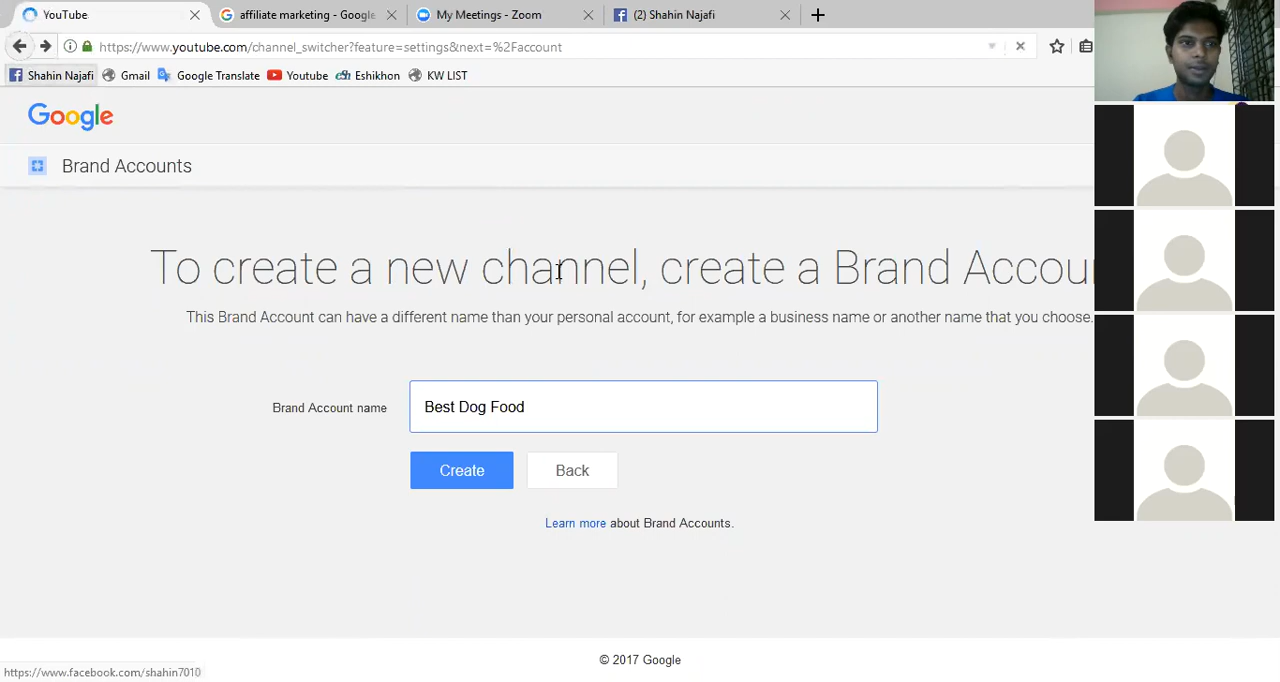 YouTube
affiliate marketing - Google
My Meetings - Zoom
(2) Shahin Najafi
https://www.youtube.com/channel_switcher?feature=settings&next=%2Faccount
Shahin Najafi
Gmail
Google Translate
Youtube
Eshikhon
KW LIST
Google
Brand Accounts
To create a new channel, create a Brand Accou
This Brand Account can have a different name than your personal account, for example a business name or another name that you choose.
Brand Account name
Best Dog Food
Create
Back
Learn more about Brand Accounts.
© 2017 Google
https://www.facebook.com/shahin7010